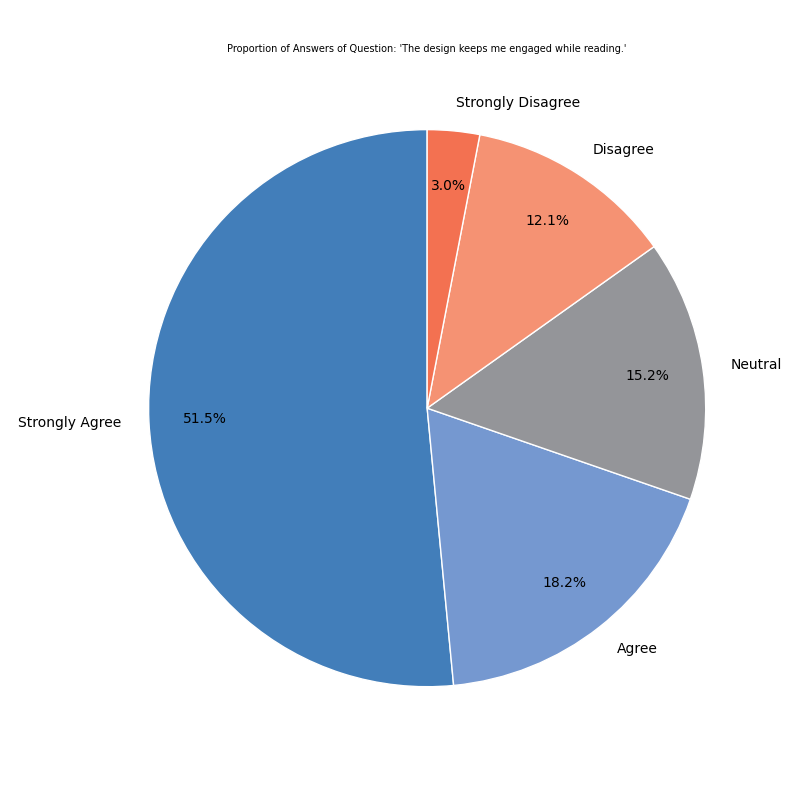 Proportion of Answers of Question: 'The design keeps me engaged while reading.'
Strongly Disagree
Disagree
3.0%
12.1%
Neutral
15.2%
Strongly Agree
51.5%
18.2%
Agree